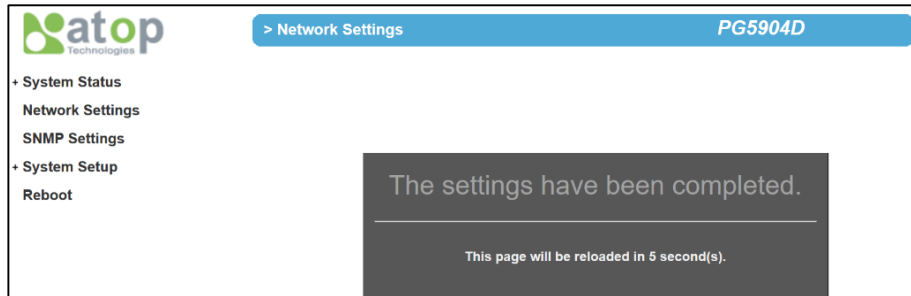 atop
Technologies
> Network Settings
PG5904D
+ System Status
Network Settings
SNMP Settings
+ System Setup
Reboot
The settings have been completed.
This page will be reloaded in 5 second(s).